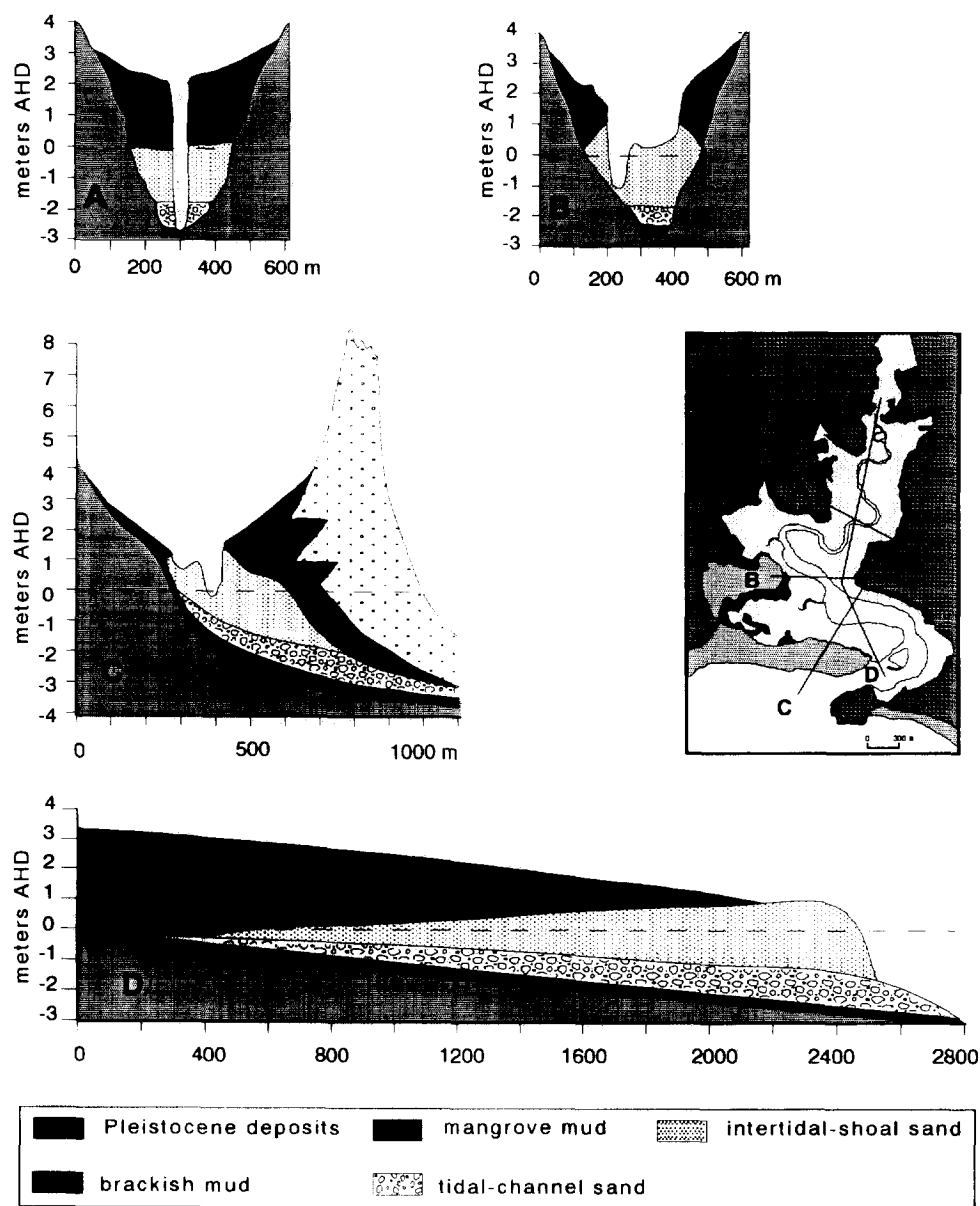 4
3
2
1
0
-1
-2
-3
meters AHD
A
0 200 400 600 m
4
3
2
1
0
-1
-2
-3
meters AHD
B
0 200 400 600 m
8
7
6
5
4
3
2
1
0
-1
-2
-3
-4
meters AHD
C
0 500 1000 m
B
D
C
0 300 m
4
3
2
1
0
-1
-2
-3
meters AHD
D
0 400 800 1200 1600 2000 2400 2800
Pleistocene deposits mangrove mud intertidal-shoal sand
brackish mud tidal-channel sand